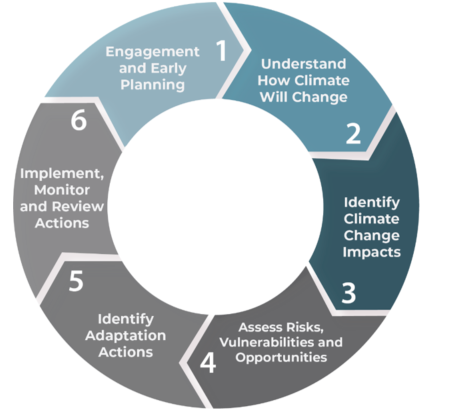 Engagement
and Early
Planning
1
Understand
How Climate
Will Change
2
Identify
Climate
Change
Impacts
3
Assess Risks,
Vulnerabilities and
Opportunities
4
Identify
Adaptation
Actions
5
Implement,
Monitor
and Review
Actions
6